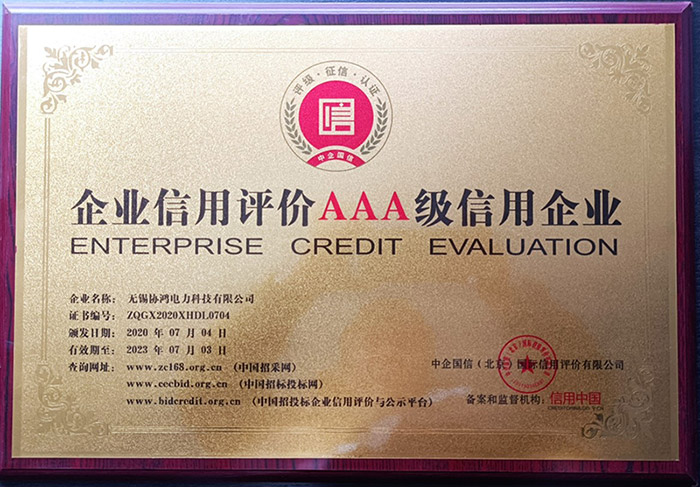 评级·征信·认证
信
中企国信
企业信用评价AAA级信用企业
ENTERPRISE CREDIT EVALUATION
企业名称：无锡协鸿电力科技有限公司
证书编号：ZQGX2020XHDL0704
颁发日期：2020 年 07 月 04 日
有效期至：2023 年 07 月 03 日
查询网址：www.zc168.org.cn （中国招采网）
www.cecbid.org.cn （中国招标投标网）
www.bidcredit.org.cn （中国招投标企业信用评价与公示平台）
中企国信（北京）国际信用评价有限公司
备案和监督机构：信用中国
CREDITCHINA.GOV.CN